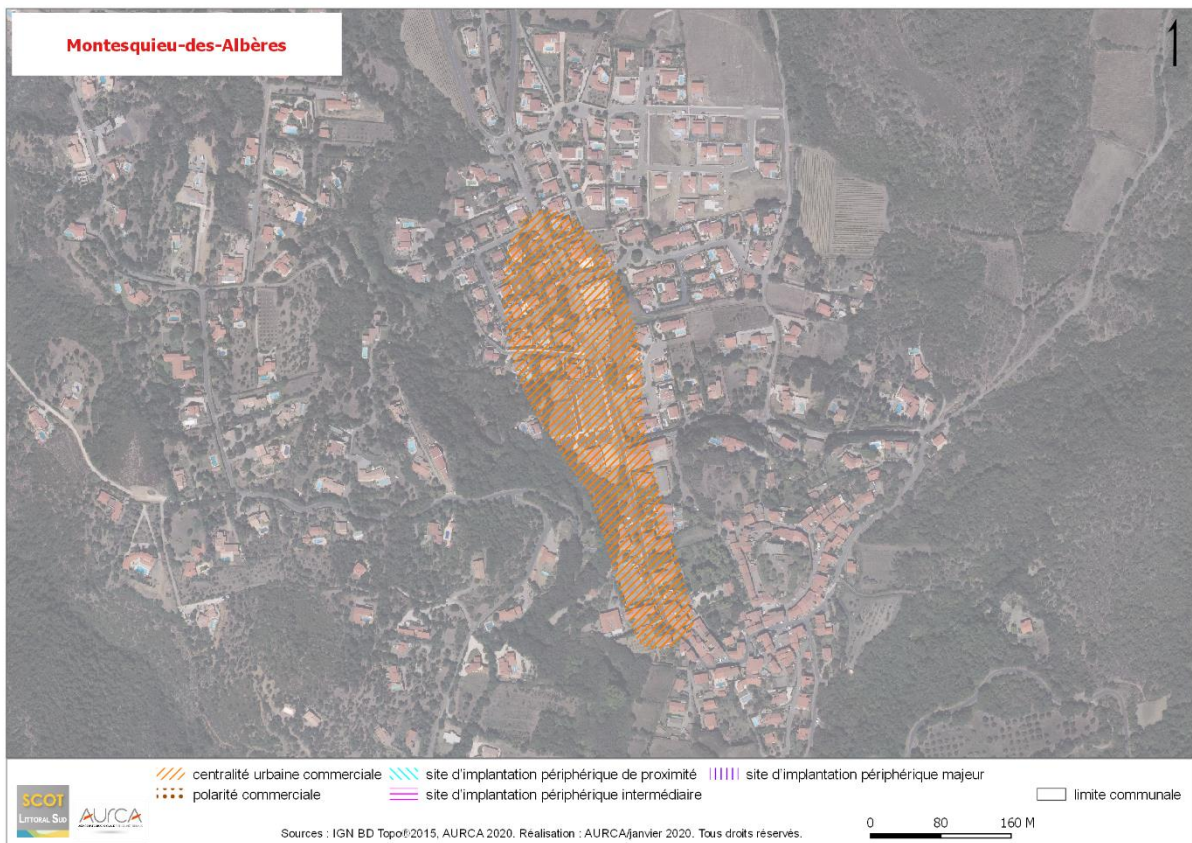 Montesquieu-des-Albères
1
centralité urbaine commerciale
site d'implantation périphérique de proximité
site d'implantation périphérique majeur
polarité commerciale
site d'implantation périphérique intermédiaire
limite communale
SCOT
LITTORAL SUD
AURCA
Sources : IGN BD Topo®2015, AURCA 2020. Réalisation : AURCA/janvier 2020. Tous droits réservés.
0 80 160 M